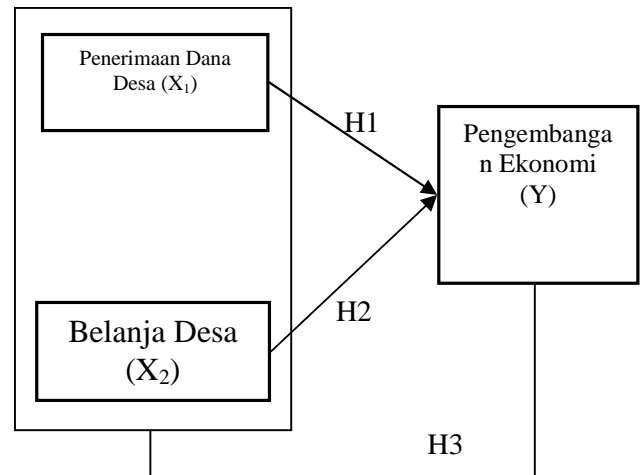 Penerimaan Dana
Desa (X₁)
H1
Pengembanga
n Ekonomi
(Y)
Belanja Desa
(X₂)
H2
H3